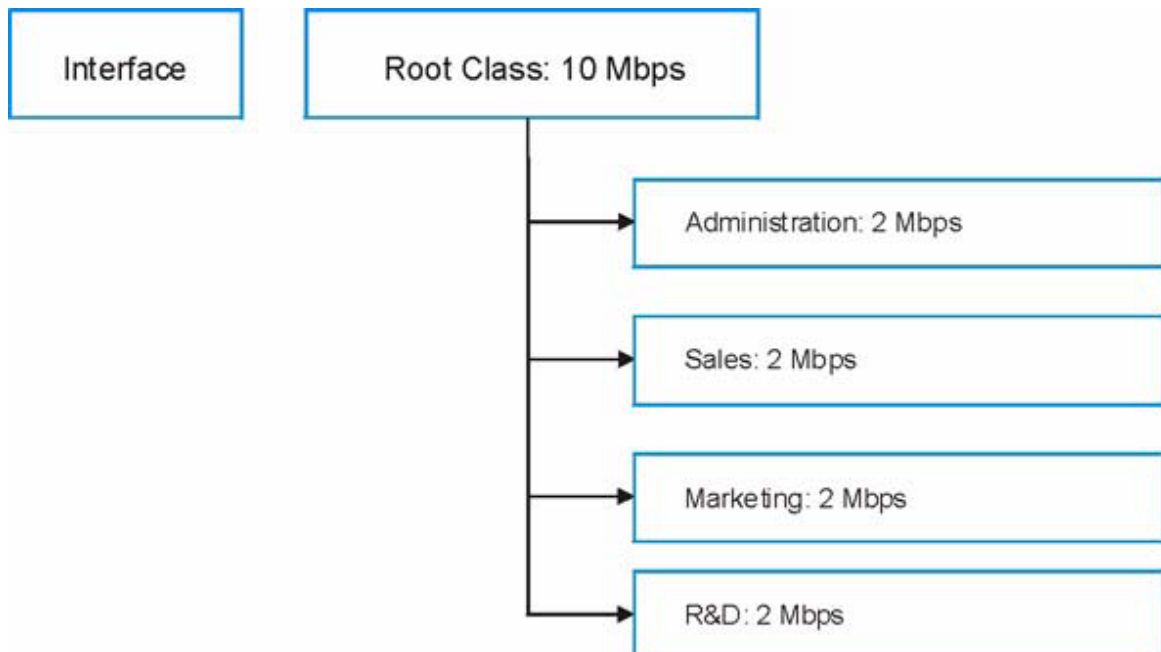 Interface
Root Class: 10 Mbps
Administration: 2 Mbps
Sales: 2 Mbps
Marketing: 2 Mbps
R&D: 2 Mbps